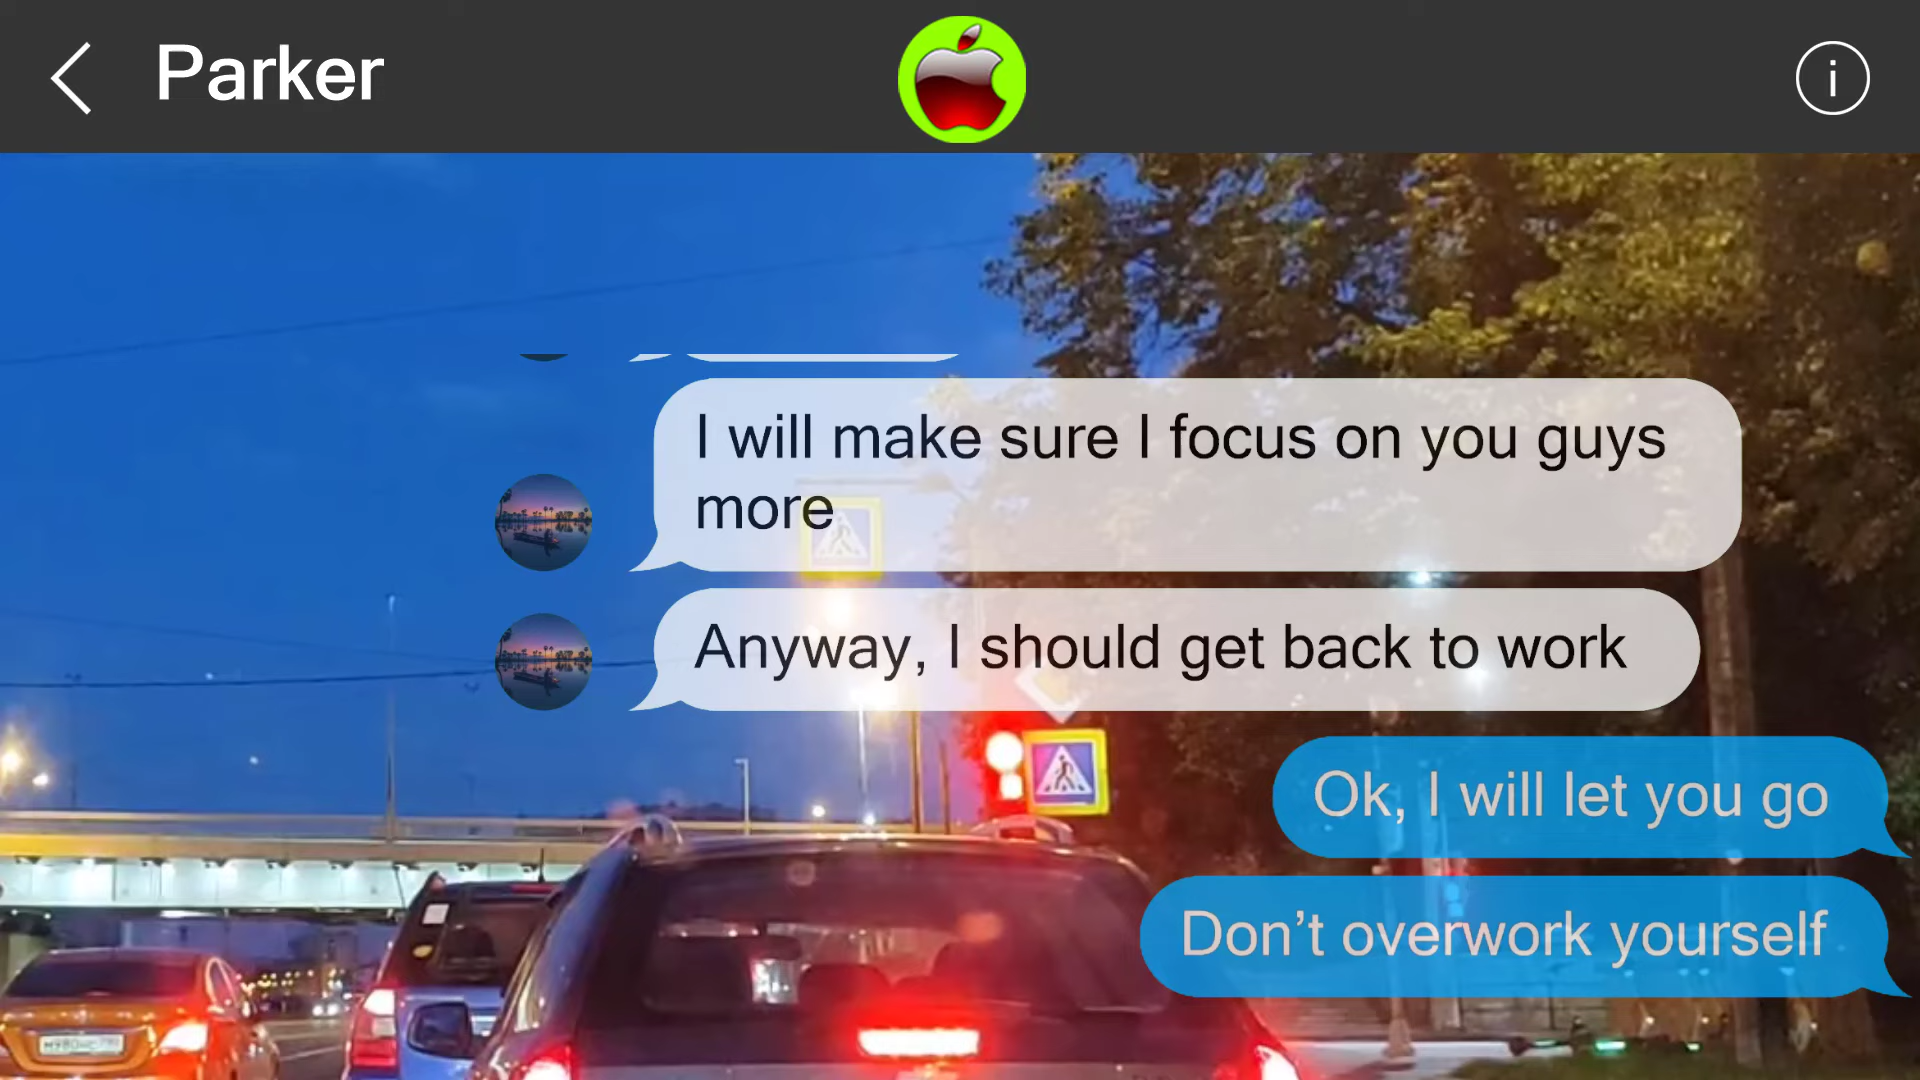 Parker
I will make sure I focus on you guys
more
Anyway, I should get back to work
Ok, I will let you go
Don’t overwork yourself